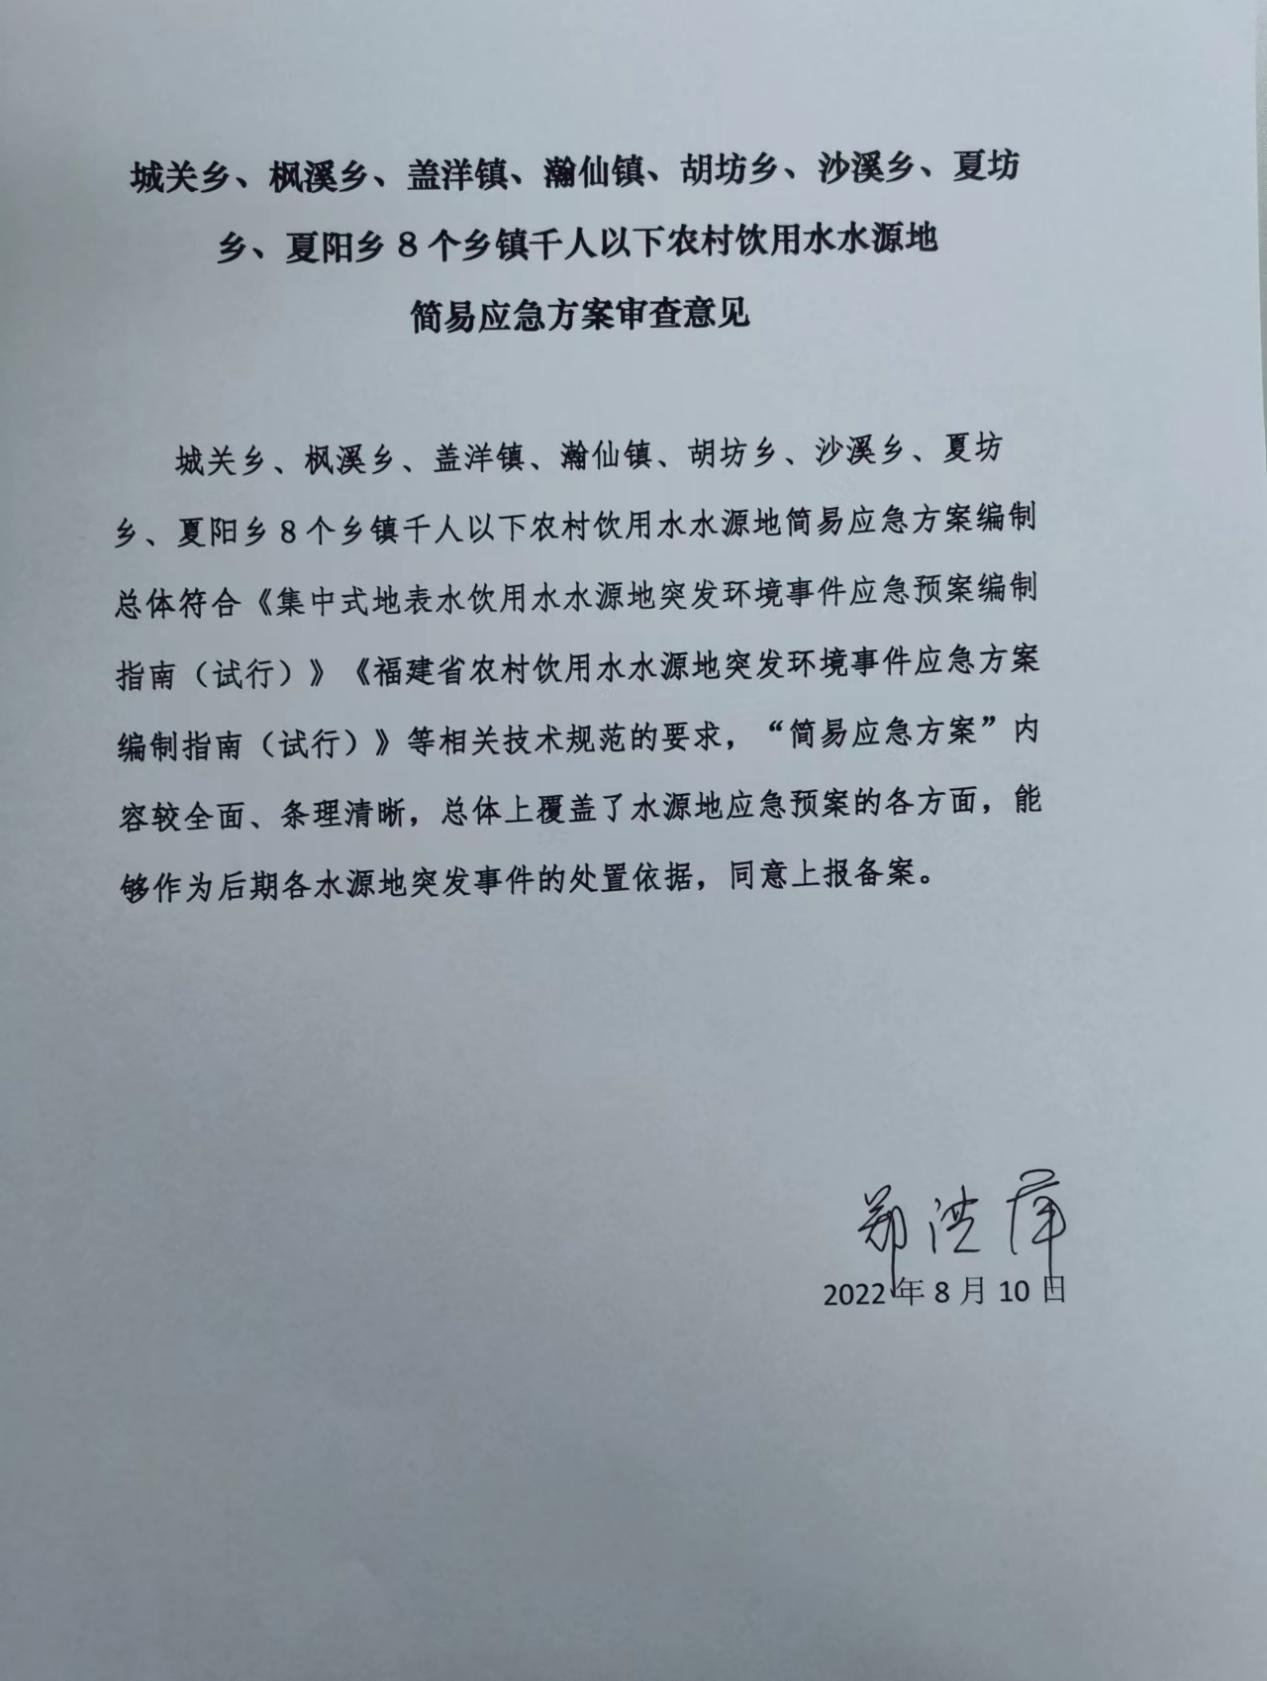 城关乡、枫溪乡、盖洋镇、瀚仙镇、胡坊乡、沙溪乡、夏坊
乡、夏阳乡 8 个乡镇千人以下农村饮用水水源地
简易应急方案审查意见
城关乡、枫溪乡、盖洋镇、瀚仙镇、胡坊乡、沙溪乡、夏坊
乡、夏阳乡 8 个乡镇千人以下农村饮用水水源地简易应急方案编制
总体符合《集中式地表水饮用水水源地突发环境事件应急预案编制
指南（试行）》《福建省农村饮用水水源地突发环境事件应急方案
编制指南（试行）》等相关技术规范的要求，“简易应急方案”内
容较全面、条理清晰，总体上覆盖了水源地应急预案的各方面，能
够作为后期各水源地突发事件的处置依据，同意上报备案。
郑洪萍
2022 年 8 月 10 日